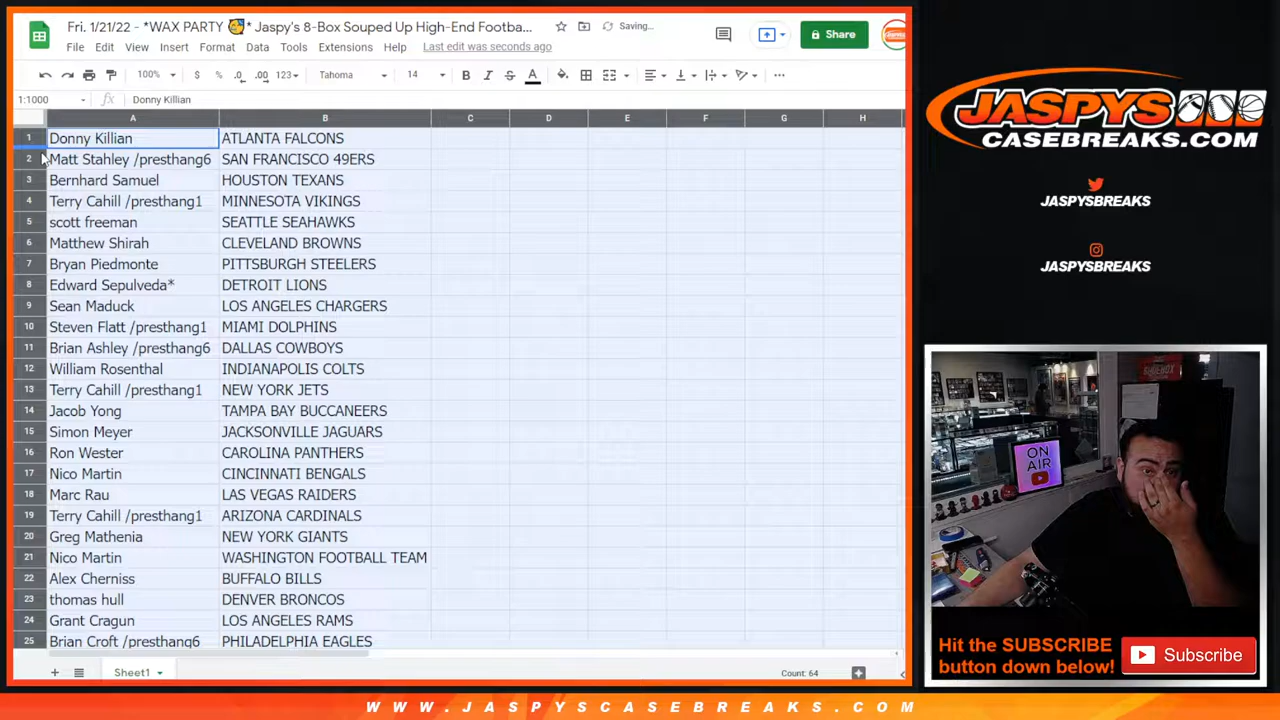 Fri. 1/21/22 - *WAX PARTY 🥳* Jaspy's 8-Box Souped Up High-End Footba...
Saving...
Share
File Edit View Insert Format Data Tools Extensions Help Last edit was seconds ago
100% $ % .0 .00 123 Tahoma 14 B I S A
1:1000 fx Donny Killian
A B C D E F G H
1 Donny Killian ATLANTA FALCONS
2 Matt Stahley /presthang6 SAN FRANCISCO 49ERS
3 Bernhard Samuel HOUSTON TEXANS
4 Terry Cahill /presthang1 MINNESOTA VIKINGS
5 scott freeman SEATTLE SEAHAWKS
6 Matthew Shirah CLEVELAND BROWNS
7 Bryan Piedmonte PITTSBURGH STEELERS
8 Edward Sepulveda* DETROIT LIONS
9 Sean Maduck LOS ANGELES CHARGERS
10 Steven Flatt /presthang1 MIAMI DOLPHINS
11 Brian Ashley /presthang6 DALLAS COWBOYS
12 William Rosenthal INDIANAPOLIS COLTS
13 Terry Cahill /presthang1 NEW YORK JETS
14 Jacob Yong TAMPA BAY BUCCANEERS
15 Simon Meyer JACKSONVILLE JAGUARS
16 Ron Wester CAROLINA PANTHERS
17 Nico Martin CINCINNATI BENGALS
18 Marc Rau LAS VEGAS RAIDERS
19 Terry Cahill /presthang1 ARIZONA CARDINALS
20 Greg Mathenia NEW YORK GIANTS
21 Nico Martin WASHINGTON FOOTBALL TEAM
22 Alex Cherniss BUFFALO BILLS
23 thomas hull DENVER BRONCOS
24 Grant Cragun LOS ANGELES RAMS
25 Brian Croft /presthang6 PHILADELPHIA EAGLES
Sheet1
Count: 64
JASPYS
CASEBREAKS.COM
JASPYSBREAKS
JASPYSBREAKS
ON
AIR
Hit the SUBSCRIBE
button down below!
Subscribe
WWW.JASPYSCASEBREAKS.COM